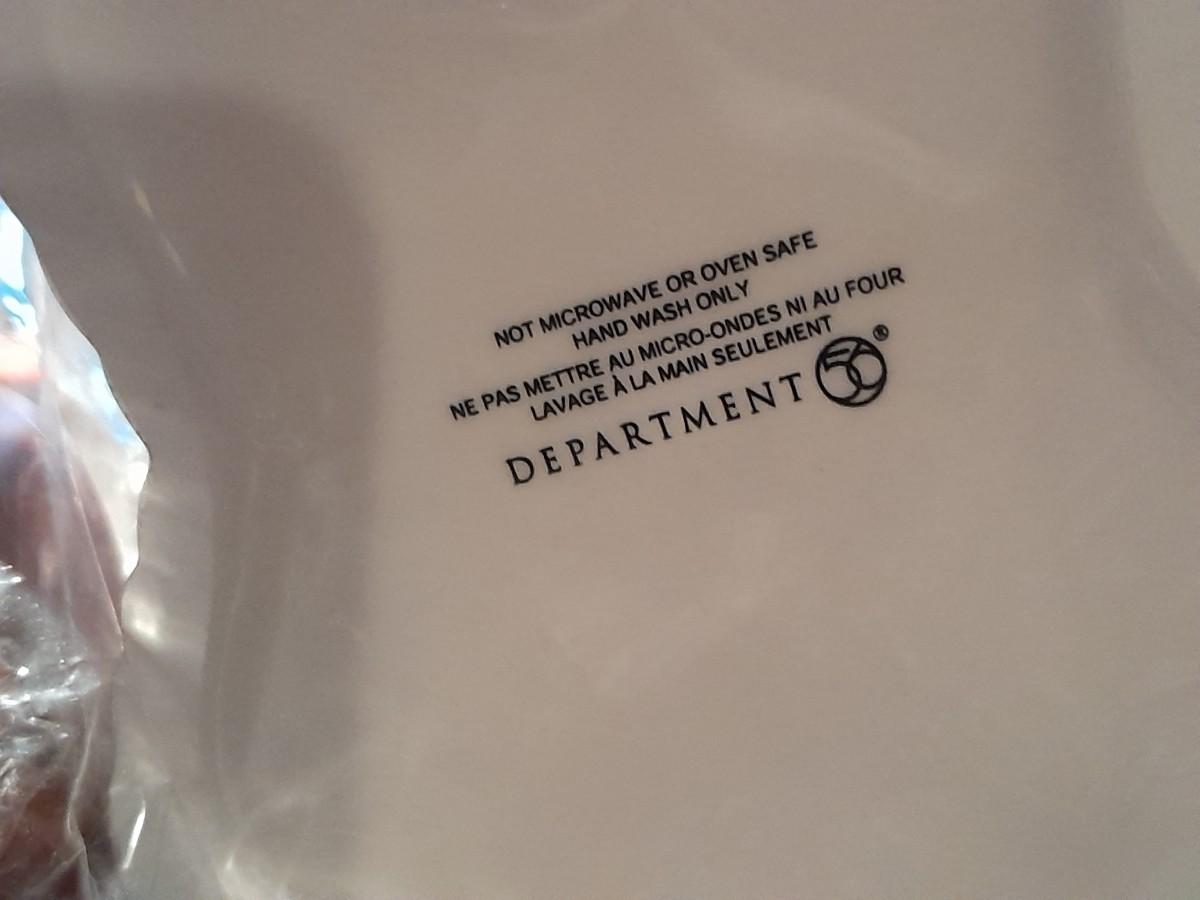 NOT MICROWAVE OR OVEN SAFE
HAND WASH ONLY
NE PAS METTRE AU MICRO-ONDES NI AU FOUR
LAVAGE À LA MAIN SEULEMENT
DEPARTMENT 56®